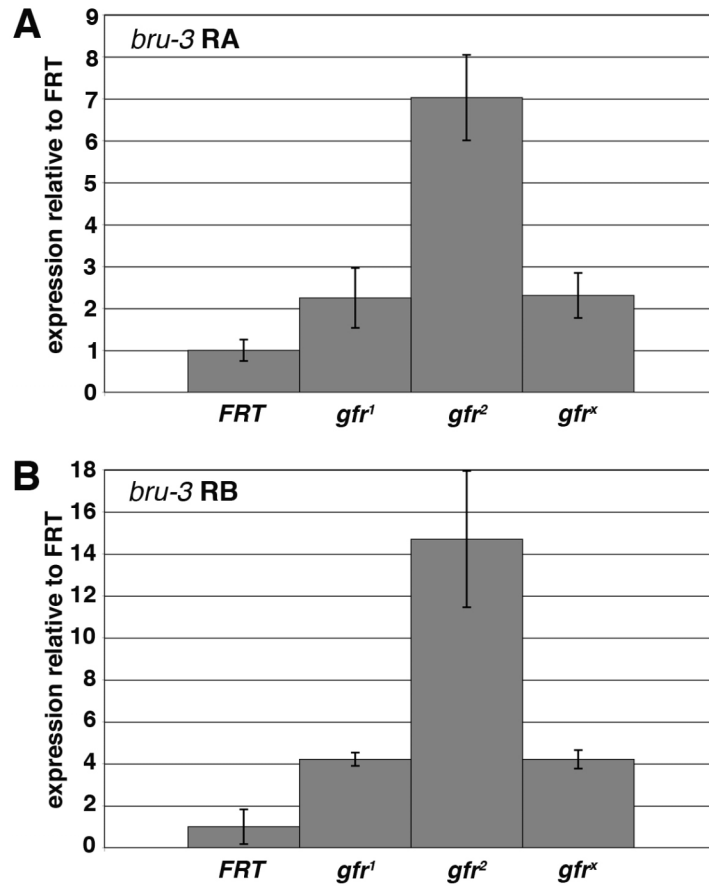 A
bru-3 RA
expression relative to FRT
9
8
7
6
5
4
3
2
1
0
FRT gfr¹ gfr² gfrˣ
B
bru-3 RB
expression relative to FRT
18
16
14
12
10
8
6
4
2
0
FRT gfr¹ gfr² gfrˣ